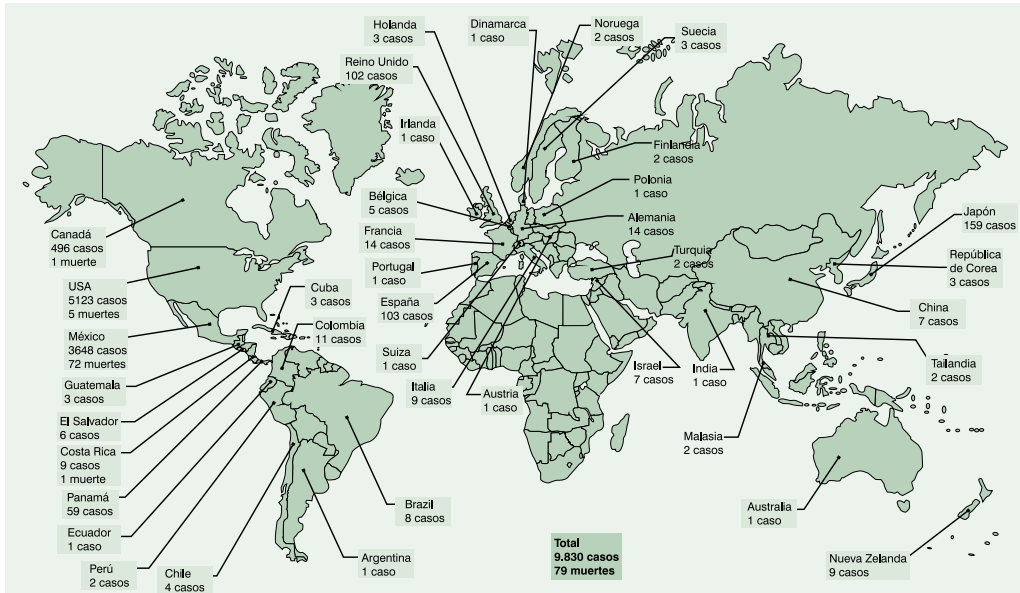 Holanda
3 casos
Dinamarca
1 caso
Noruega
2 casos
Suecia
3 casos
Reino Unido
102 casos
Irlanda
1 caso
Finlandia
2 casos
Polonia
1 caso
Bélgica
5 casos
Alemania
14 casos
Japón
159 casos
Canadá
496 casos
1 muerte
Francia
14 casos
Turquia
2 casos
República
de Corea
3 casos
Portugal
1 caso
USA
5123 casos
5 muertes
Cuba
3 casos
España
103 casos
China
7 casos
México
3648 casos
72 muertes
Colombia
11 casos
Suiza
1 caso
Israel
7 casos
India
1 caso
Tailandia
2 casos
Guatemala
3 casos
Italia
9 casos
Austria
1 caso
El Salvador
6 casos
Malasia
2 casos
Costa Rica
9 casos
1 muerte
Panamá
59 casos
Brazil
8 casos
Australia
1 caso
Ecuador
1 caso
Total
9.830 casos
79 muertes
Perú
2 casos
Chile
4 casos
Argentina
1 caso
Nueva Zelanda
9 casos